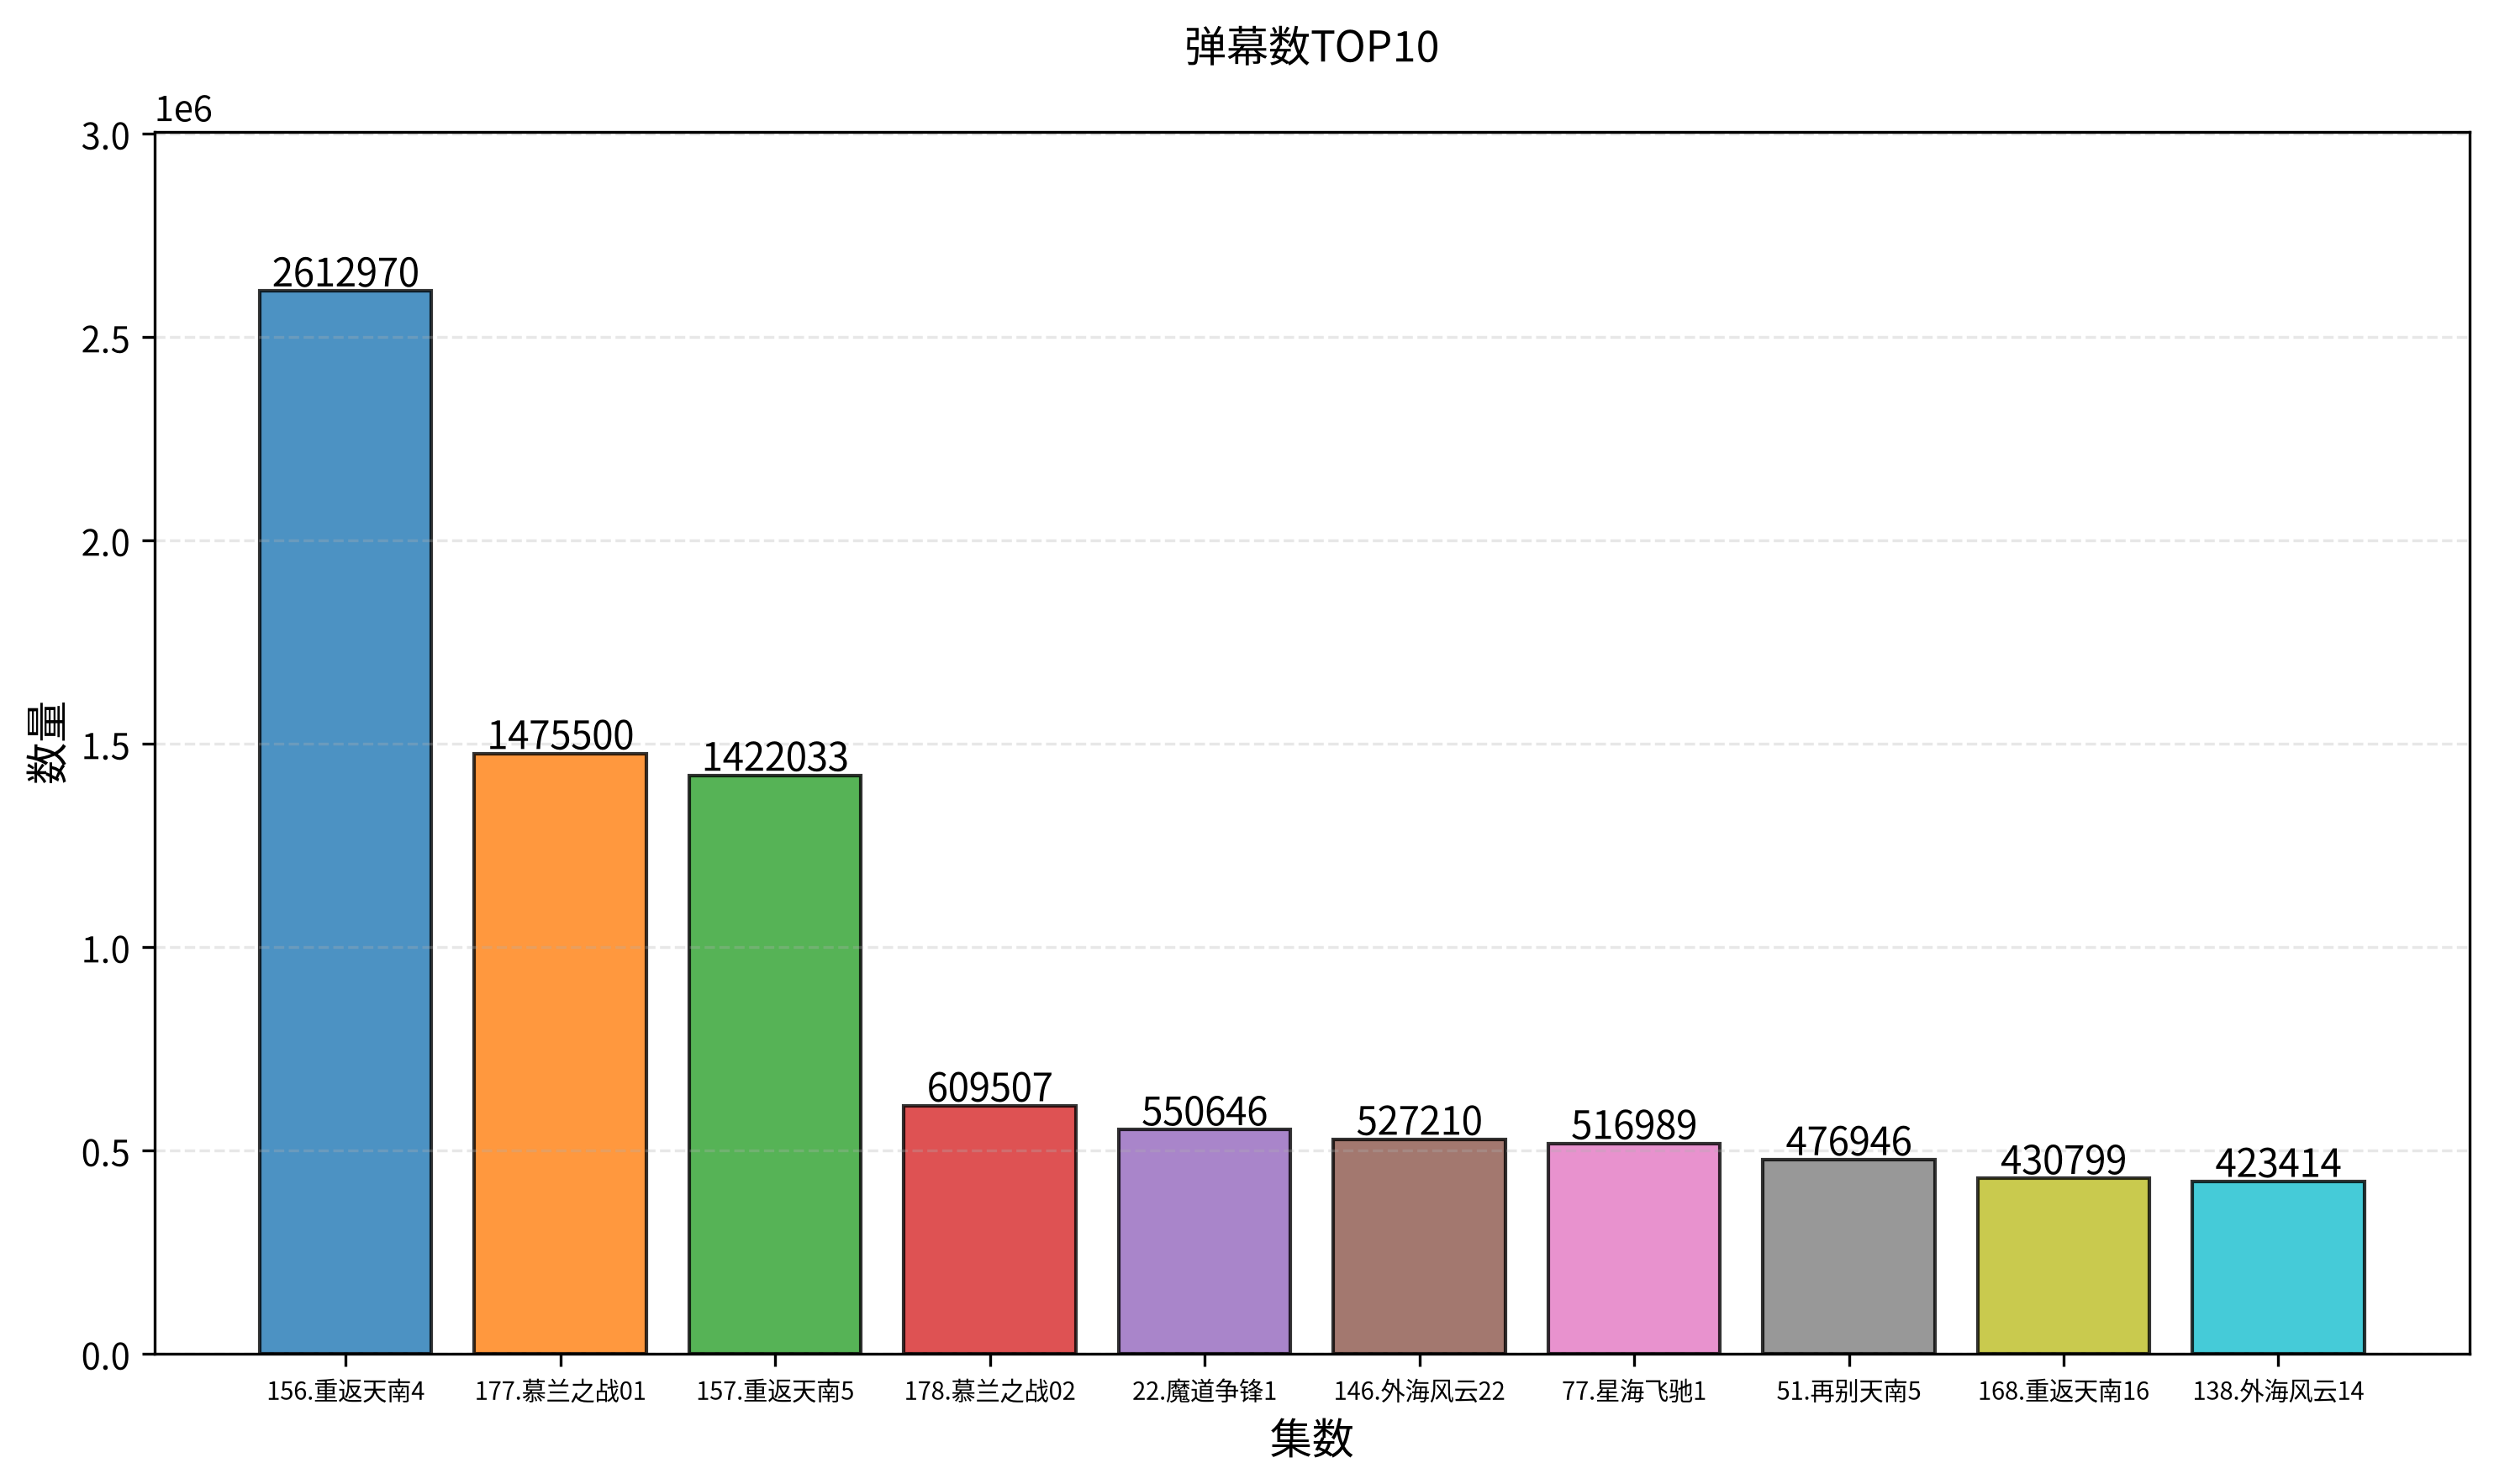 弹幕数TOP10
1e6
3.0
2.5
2.0
1.5
1.0
0.5
0.0
数量
2612970
1475500
1422033
609507
550646
527210
516989
476946
430799
423414
156.重返天南4
177.慕兰之战01
157.重返天南5
178.慕兰之战02
22.魔道争锋1
146.外海风云22
77.星海飞驰1
51.再别天南5
168.重返天南16
138.外海风云14
集数